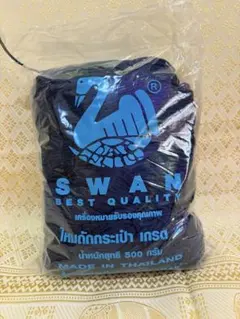 ®
SWAN
BEST QUALITY
เครื่องหมายรับรองคุณภาพ
ไหมถักกระเป๋า เกรด
น้ำหนักสุทธิ 500 กรัม
MADE IN THAILAND